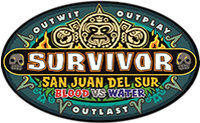 OUTWIT OUTPLAY
SURVIVOR
SAN JUAN DEL SUR
BLOOD VS WATER
OUTLAST